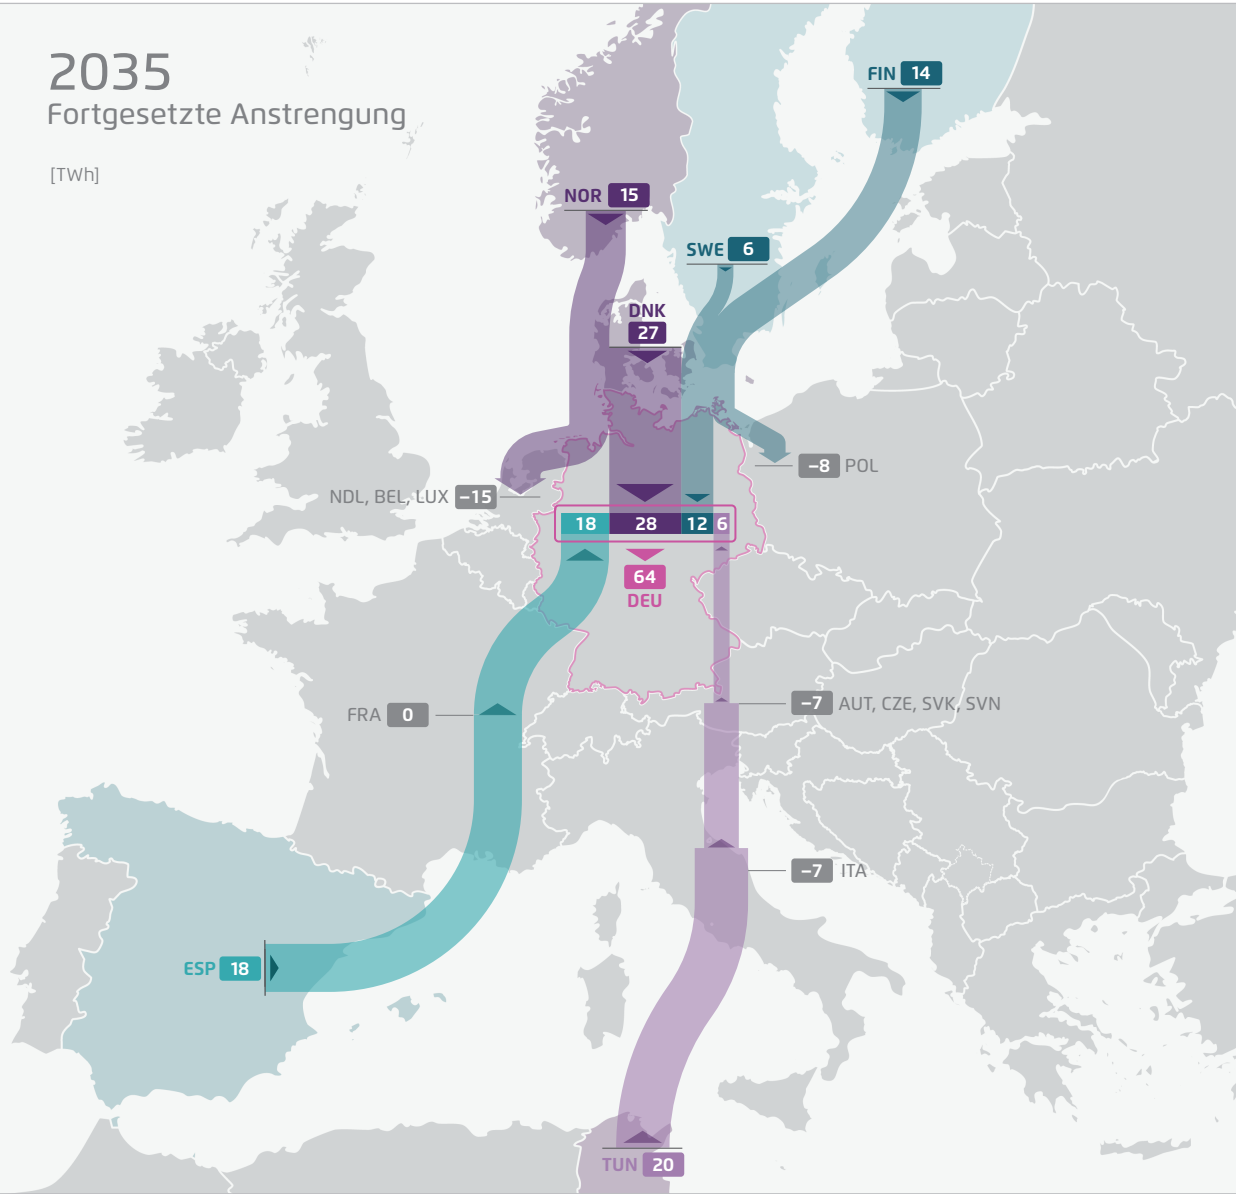 2035
Fortgesetzte Anstrengung
[TWh]
FIN 14
NOR 15
SWE 6
DNK
27
−8 POL
NDL, BEL, LUX −15
18 28 12 6
64
DEU
−7 AUT, CZE, SVK, SVN
FRA 0
−7 ITA
ESP 18
TUN 20